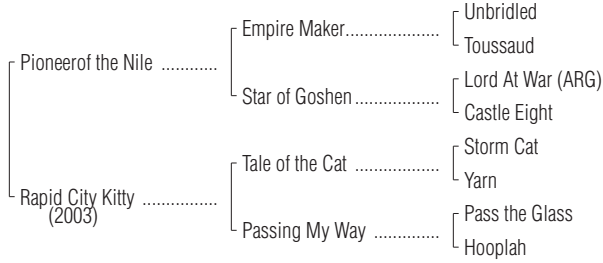 Unbridled
Empire Maker....................
Toussaud
Pioneerof the Nile ............
Lord At War (ARG)
Star of Goshen..................
Castle Eight
Storm Cat
Tale of the Cat ..................
Yarn
Rapid City Kitty ................
(2003)
Pass the Glass
Passing My Way ..............
Hooplah